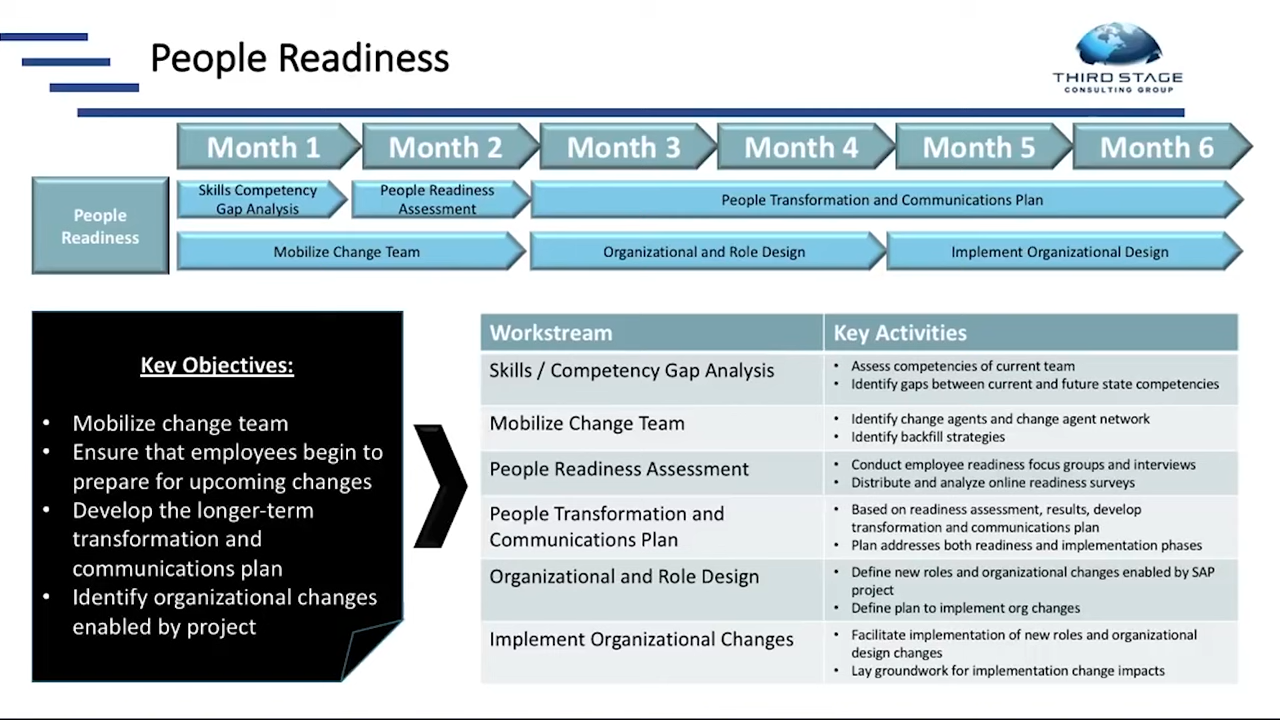 People Readiness
THIRD STAGE
CONSULTING GROUP
Month 1
Month 2
Month 3
Month 4
Month 5
Month 6
People
Readiness
Skills Competency
Gap Analysis
People Readiness
Assessment
People Transformation and Communications Plan
Mobilize Change Team
Organizational and Role Design
Implement Organizational Design
Key Objectives:
• Mobilize change team
• Ensure that employees begin to
prepare for upcoming changes
• Develop the longer-term
transformation and
communications plan
• Identify organizational changes
enabled by project
Workstream
Key Activities
Skills / Competency Gap Analysis
• Assess competencies of current team
• Identify gaps between current and future state competencies
Mobilize Change Team
• Identify change agents and change agent network
• Identify backfill strategies
People Readiness Assessment
• Conduct employee readiness focus groups and interviews
• Distribute and analyze online readiness surveys
People Transformation and
Communications Plan
• Based on readiness assessment, results, develop
transformation and communications plan
• Plan addresses both readiness and implementation phases
Organizational and Role Design
• Define new roles and organizational changes enabled by SAP
project
• Define plan to implement org changes
Implement Organizational Changes
• Facilitate implementation of new roles and organizational
design changes
• Lay groundwork for implementation change impacts